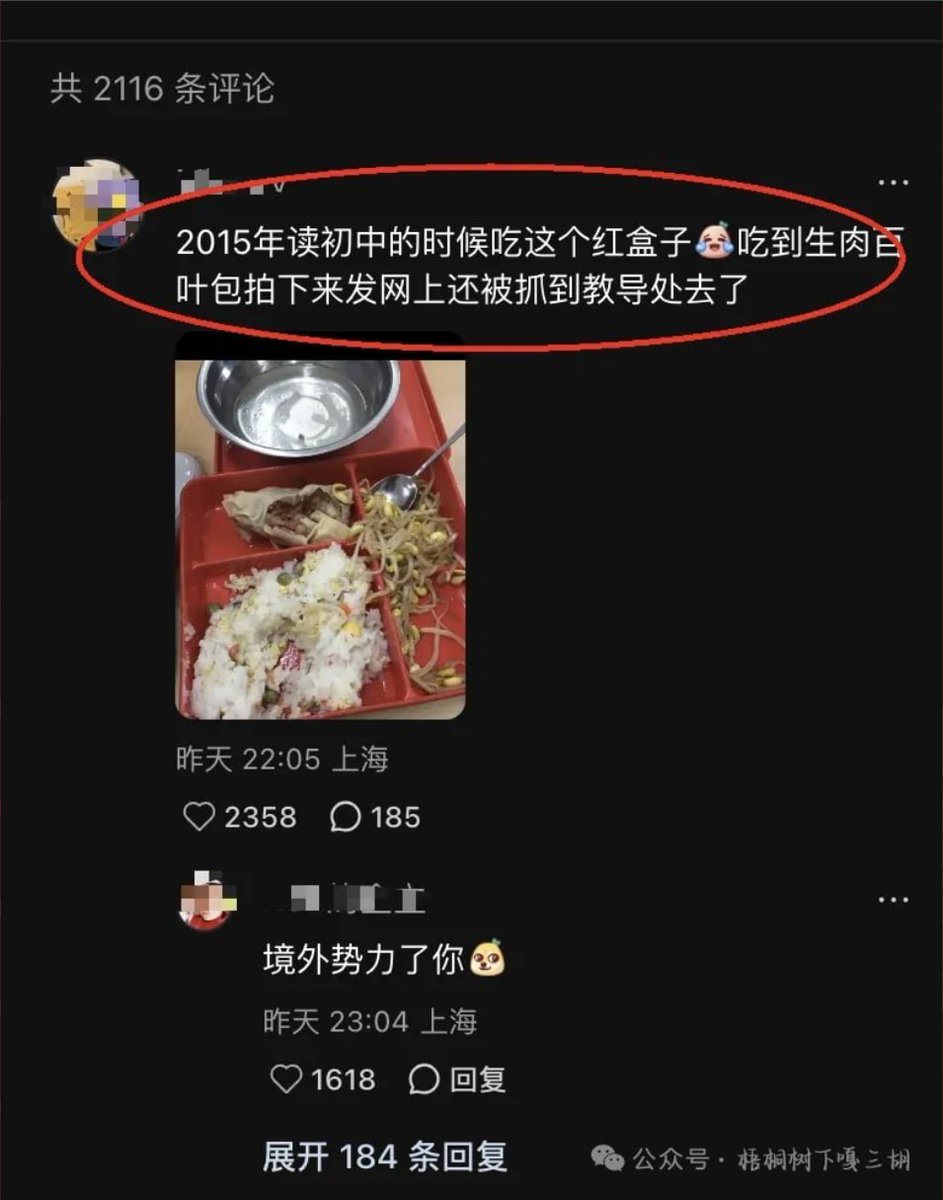 共 2116 条评论
2015年读初中的时候吃这个红盒子😂吃到生肉百
叶包拍下来发网上还被抓到教导处去了
昨天 22:05 上海
2358 185
境外势力了你
昨天 23:04 上海
1618 回复
展开 184 条回复
公众号·梧桐树下嘎三胡